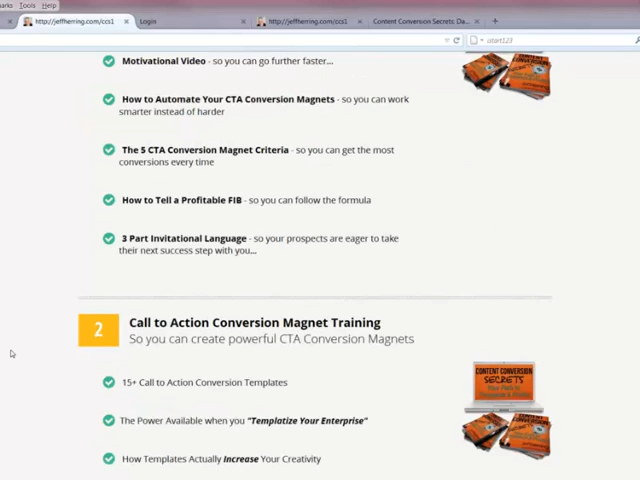 Tools Help
http://jeffherring.com/ccs1
Login
http://jeffherring.com/ccs1
Content Conversion Secrets: Da...
start123
Motivational Video - so you can go further faster...
How to Automate Your CTA Conversion Magnets - so you can work
smarter instead of harder
The 5 CTA Conversion Magnet Criteria - so you can get the most
conversions every time
How to Tell a Profitable FIB - so you can follow the formula
3 Part Invitational Language - so your prospects are eager to take
their next success step with you...
2
Call to Action Conversion Magnet Training
So you can create powerful CTA Conversion Magnets
15+ Call to Action Conversion Templates
CONTENT CONVERSION
SECRETS
The Power Available when you "Templatize Your Enterprise"
How Templates Actually Increase Your Creativity